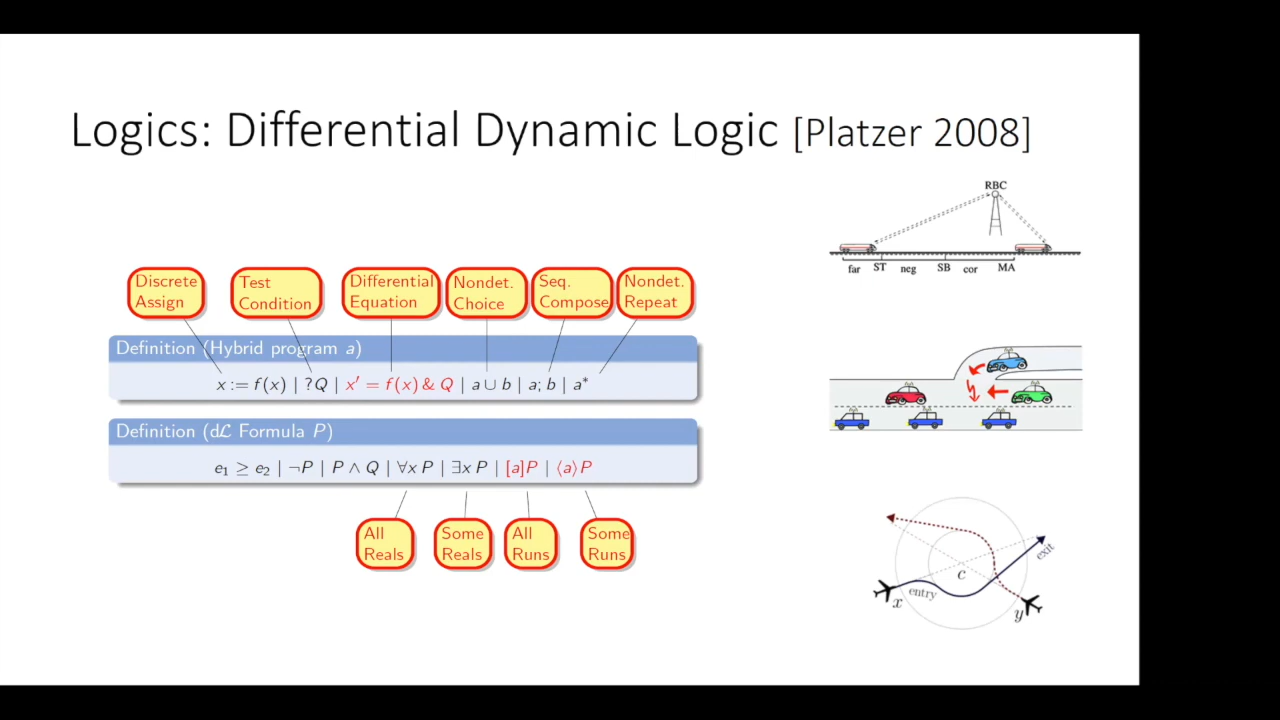 Logics: Differential Dynamic Logic [Platzer 2008]
Discrete
Assign
Test
Condition
Differential
Equation
Nondet.
Choice
Seq.
Compose
Nondet.
Repeat
Definition (Hybrid program a)
x := f(x) | ?Q | x′ = f(x) & Q | a ∪ b | a; b | a*
Definition (dℒ Formula P)
e₁ ≥ e₂ | ¬P | P ∧ Q | ∀x P | ∃x P | [a]P | ⟨a⟩P
All
Reals
Some
Reals
All
Runs
Some
Runs
RBC
far ST neg SB cor MA
c
exit
entry
x
y